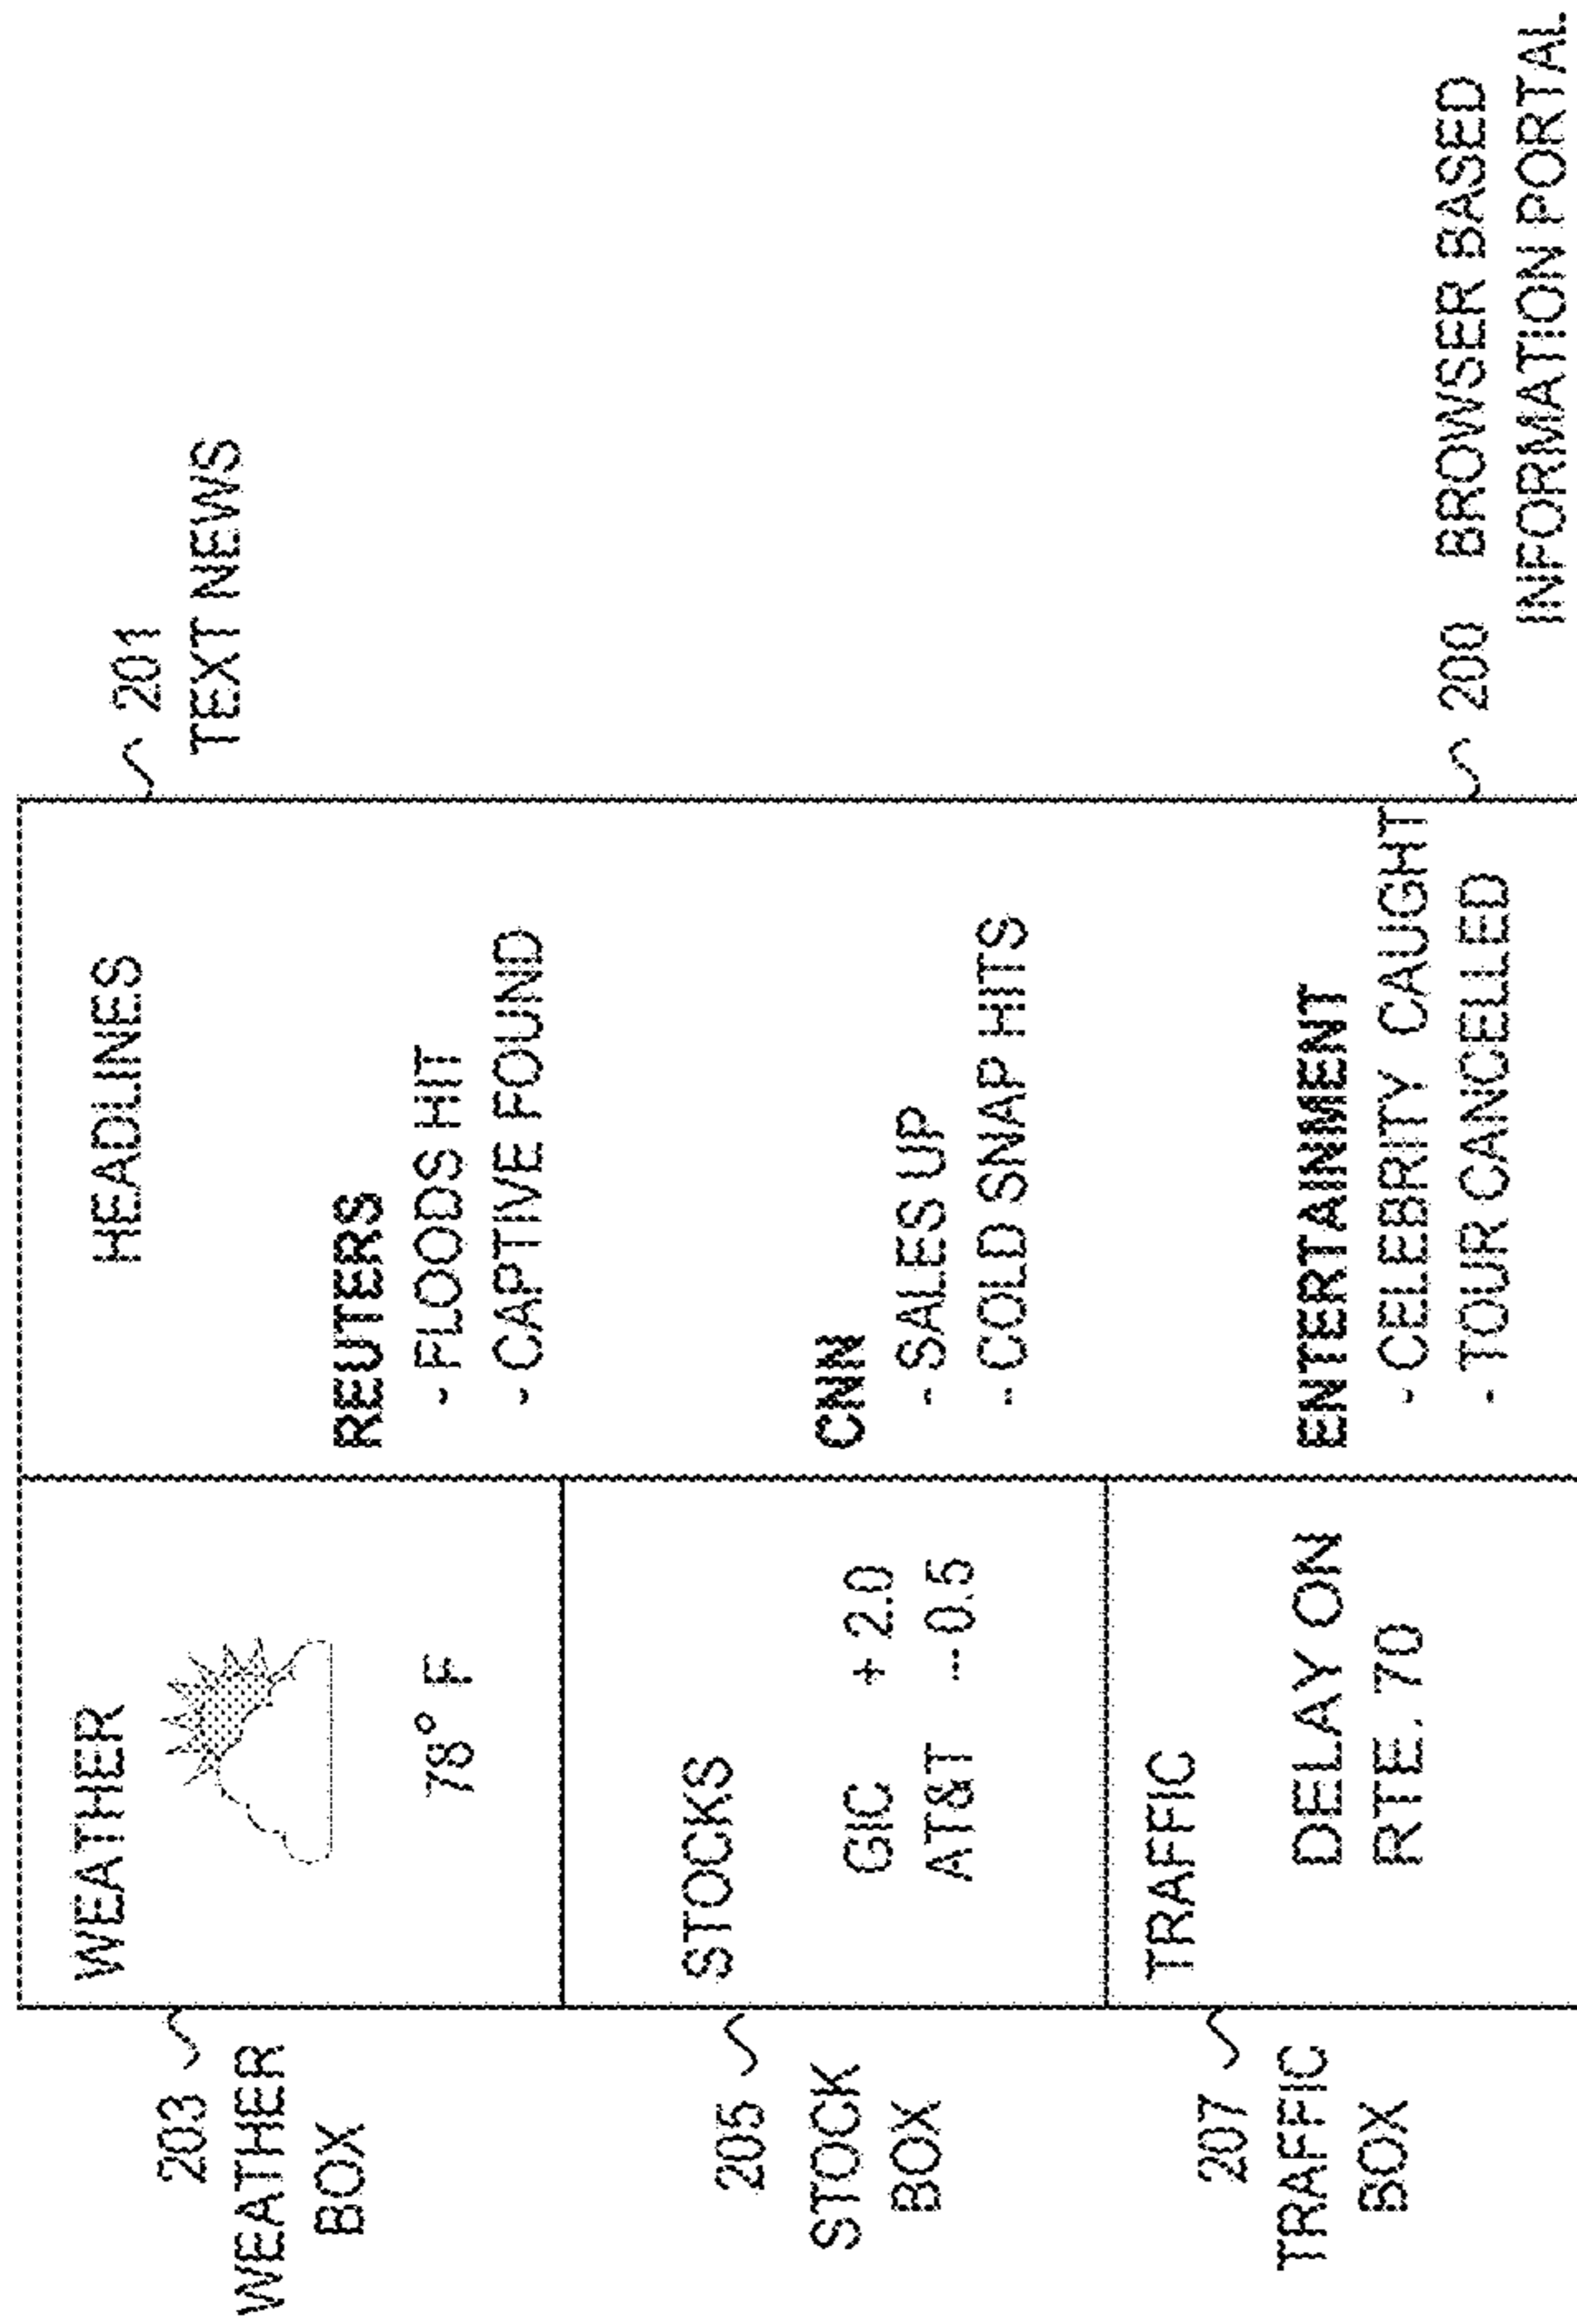 203
WEATHER
BOX
205
STOCK
BOX
207
TRAFFIC
BOX
WEATHER
78° F
STOCKS
GIC + 2.0
AT&T --0.5
TRAFFIC
DELAY ON
RTE. 70
HEADLINES
REUTERS
- FLOODS HIT
- CAPTIVE FOUND
CNN
- SALES UP
- COLD SNAP HITS
ENTERTAINMENT
- CELEBRITY CAUGHT
- TOUR CANCELLED
201
TEXT NEWS
200 BROWSER BASED
INFORMATION PORTAL